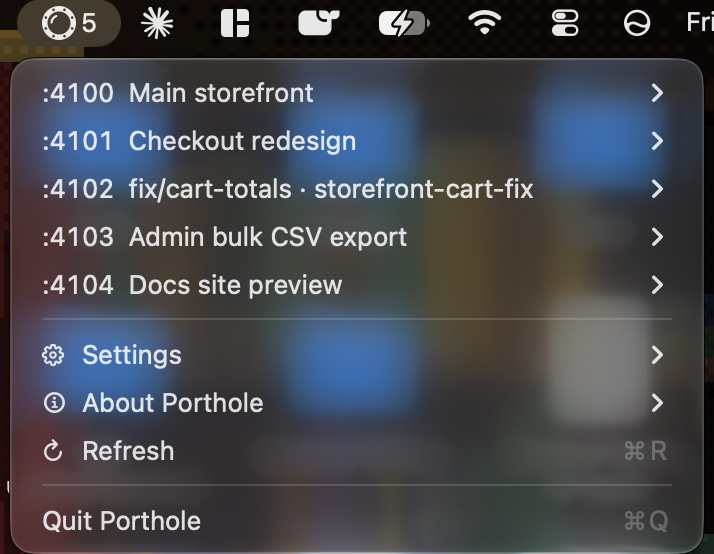 5 Fri
:4100 Main storefront
:4101 Checkout redesign
:4102 fix/cart-totals · storefront-cart-fix
:4103 Admin bulk CSV export
:4104 Docs site preview
Settings
About Porthole
Refresh ⌘R
Quit Porthole ⌘Q